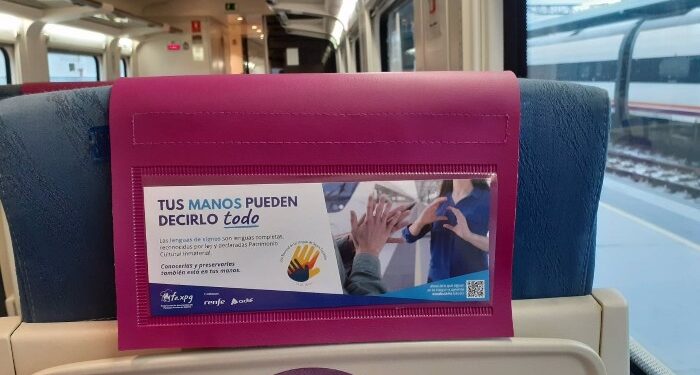 TUS MANOS PUEDEN
DECIRLO todo
Las lenguas de signos son lenguas completas,
reconocidas por ley y declaradas Patrimonio
Cultural Inmaterial.
Conocerlas y preservarlas
también está en tus manos.
faxpg
renfe adif